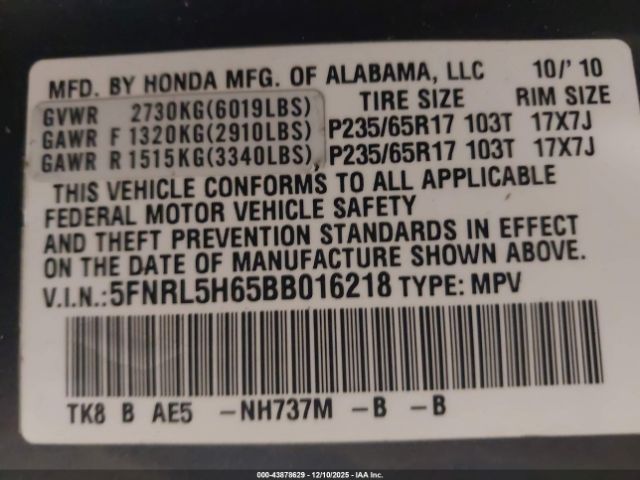 MFD. BY HONDA MFG. OF ALABAMA, LLC 10/'10
GVWR 2730KG(6019LBS) TIRE SIZE RIM SIZE
GAWR F 1320KG(2910LBS) P235/65R17 103T 17X7J
GAWR R 1515KG(3340LBS), P235/65R17 103T 17X7J
THIS VEHICLE CONFORMS TO ALL APPLICABLE
FEDERAL MOTOR VEHICLE SAFETY
AND THEFT PREVENTION STANDARDS IN EFFECT
ON THE DATE OF MANUFACTURE SHOWN ABOVE.
V.I.N.:5FNRL5H65BB016218 TYPE: MPV
TK8 B AE5 -NH737M -B -B
000-43878629 - 12/10/2025 - IAA Inc.